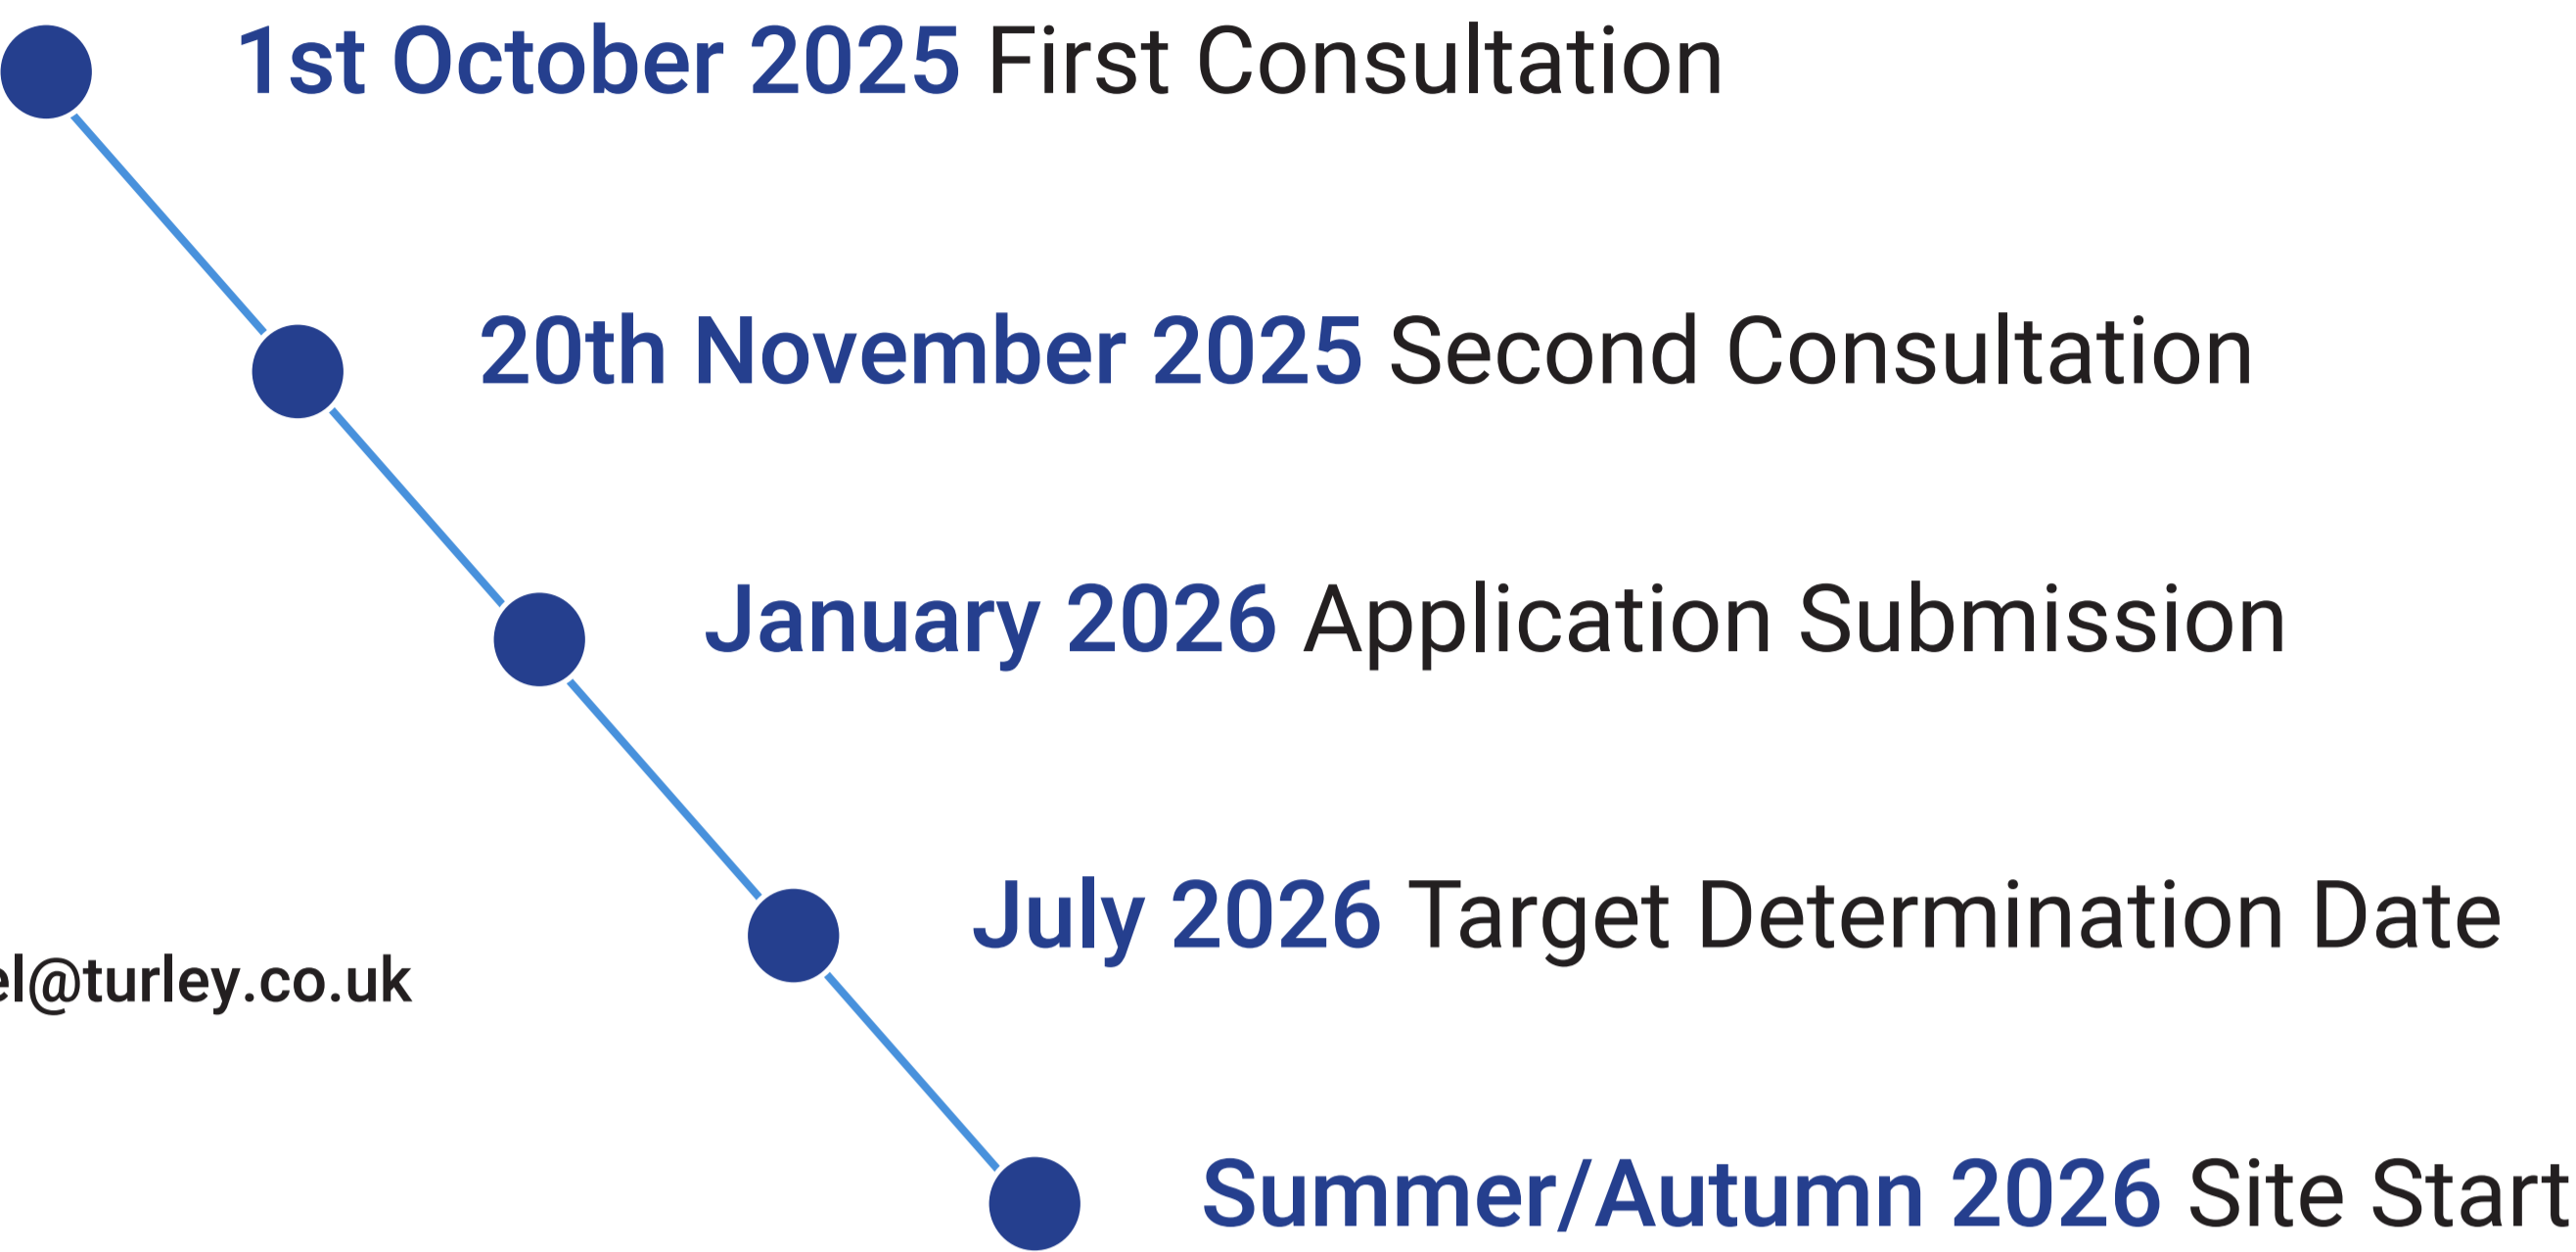 1st October 2025 First Consultation
20th November 2025 Second Consultation
January 2026 Application Submission
July 2026 Target Determination Date
el@turley.co.uk
Summer/Autumn 2026 Site Start